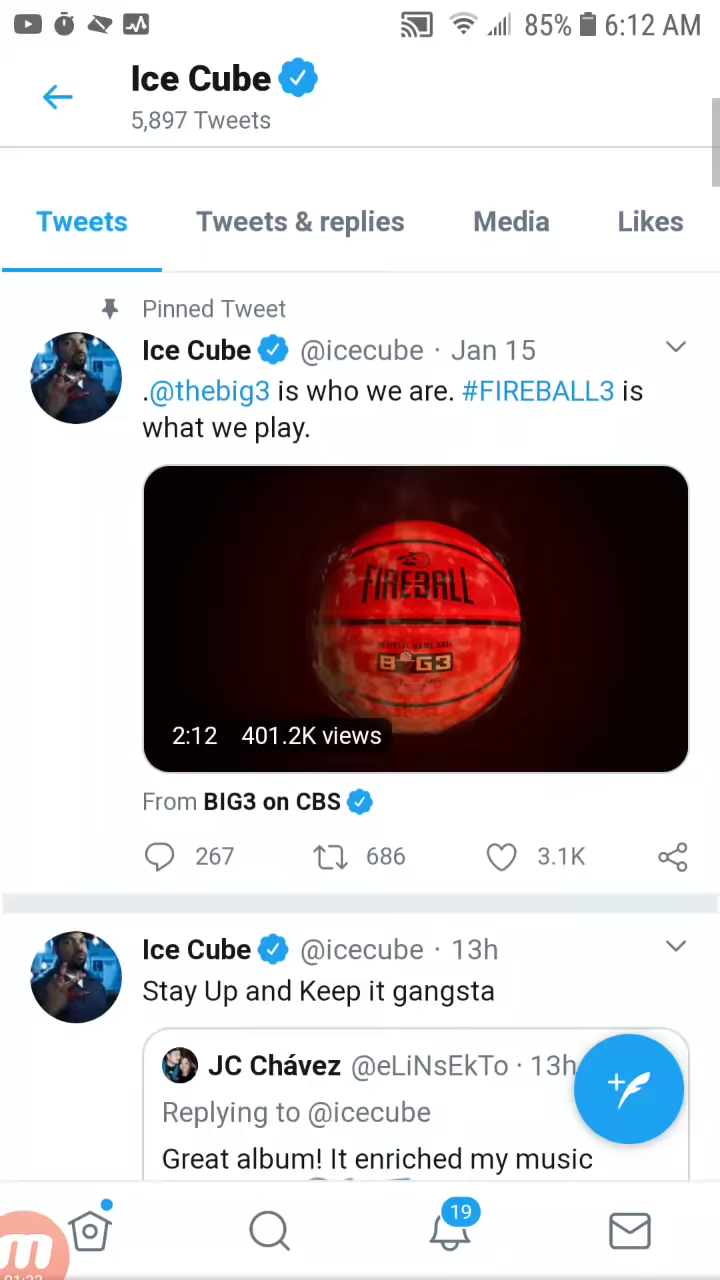 85% 6:12 AM
Ice Cube
5,897 Tweets
Tweets Tweets & replies Media Likes
Pinned Tweet
Ice Cube @icecube · Jan 15
.@thebig3 is who we are. #FIREBALL3 is
what we play.
FIREBALL
BIG3
2:12 401.2K views
From BIG3 on CBS
267 686 3.1K
Ice Cube @icecube · 13h
Stay Up and Keep it gangsta
JC Chávez @eLiNsEkTo · 13h
Replying to @icecube
Great album! It enriched my music
19
m